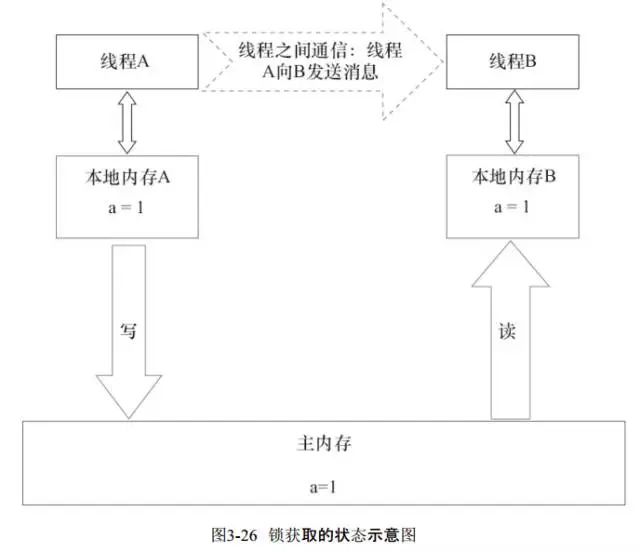 线程A
线程之间通信：线程
A向B发送消息
线程B
本地内存A
a = 1
本地内存B
a = 1
写
读
主内存
a=1
图3-26 锁获取的状态示意图